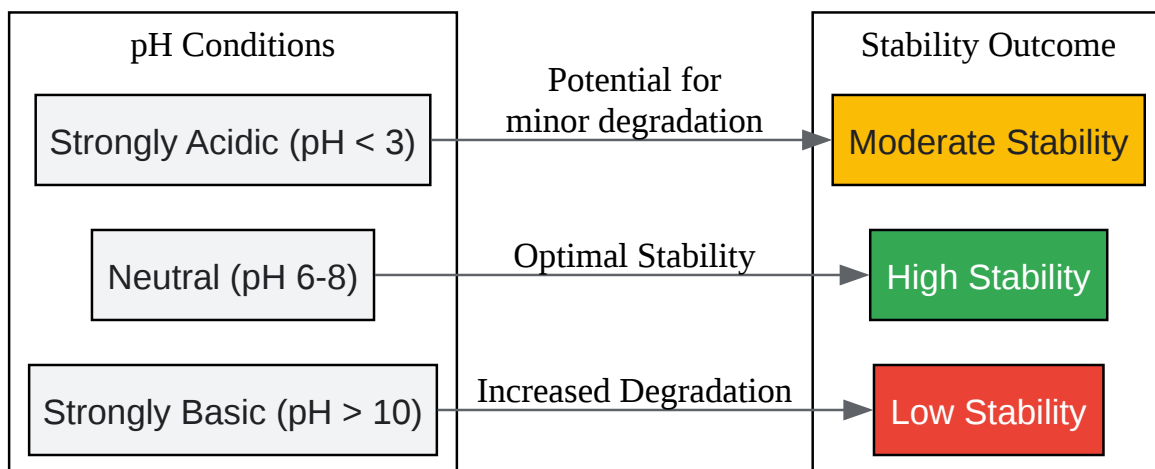 pH Conditions
Stability Outcome
Strongly Acidic (pH < 3)
Potential for
minor degradation
Moderate Stability
Neutral (pH 6-8)
Optimal Stability
High Stability
Strongly Basic (pH > 10)
Increased Degradation
Low Stability